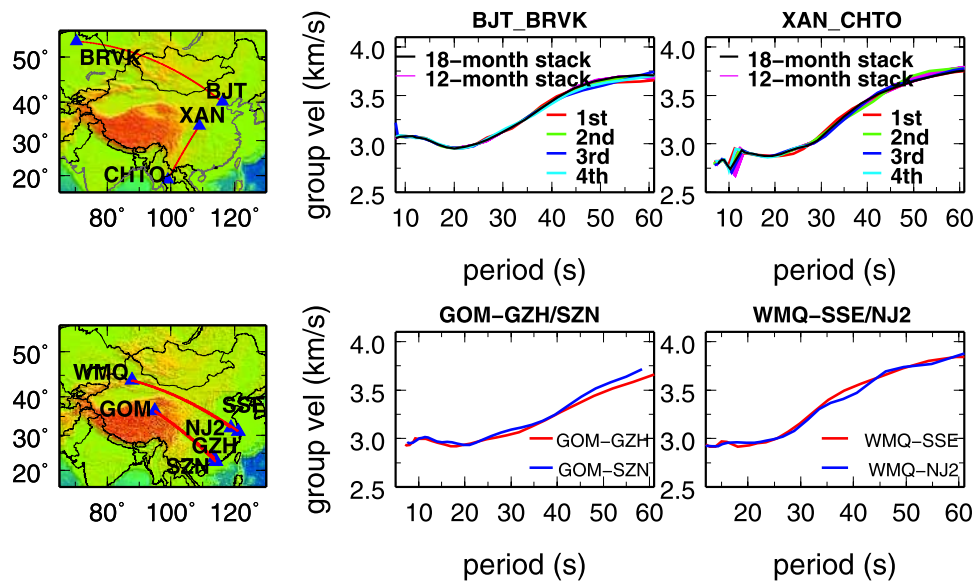 BJT_BRVK
XAN_CHTO
50˚
40˚
30˚
20˚
80˚ 100˚ 120˚
BRVK
BJT
XAN
CHTO
group vel (km/s)
4.0
3.5
3.0
2.5
18-month stack
12-month stack
1st
2nd
3rd
4th
10 20 30 40 50 60
period (s)
4.0
3.5
3.0
2.5
18-month stack
12-month stack
1st
2nd
3rd
4th
10 20 30 40 50 60
period (s)
GOM-GZH/SZN
WMQ-SSE/NJ2
50˚
40˚
30˚
20˚
80˚ 100˚ 120˚
WMQ
GOM
SSE
NJ2
GZH
SZN
group vel (km/s)
4.0
3.5
3.0
2.5
GOM-GZH
GOM-SZN
10 20 30 40 50 60
period (s)
4.0
3.5
3.0
2.5
WMQ-SSE
WMQ-NJ2
20 30 40 50 60
period (s)